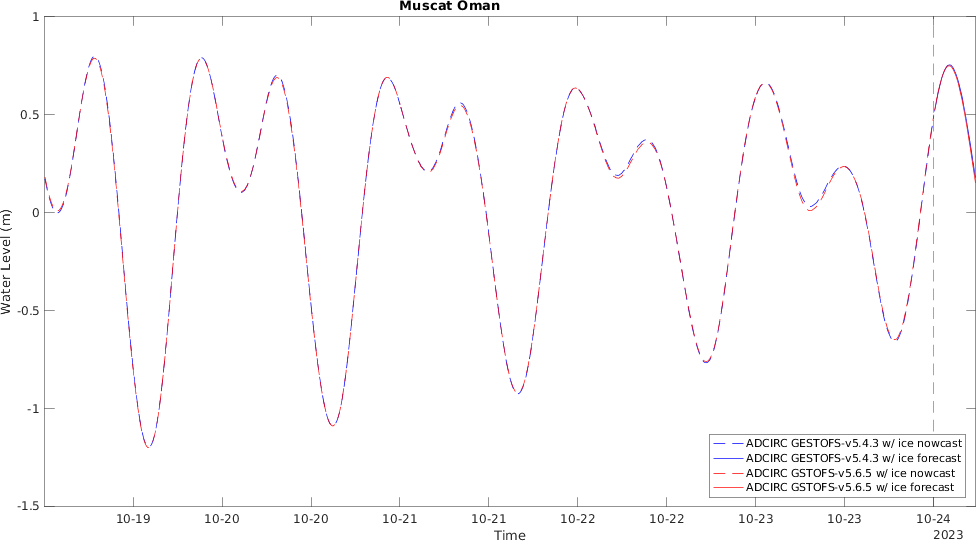 Muscat Oman
1
0.5
0
-0.5
-1
-1.5
Water Level (m)
ADCIRC GESTOFS-v5.4.3 w/ ice nowcast
ADCIRC GESTOFS-v5.4.3 w/ ice forecast
ADCIRC GSTOFS-v5.6.5 w/ ice nowcast
ADCIRC GSTOFS-v5.6.5 w/ ice forecast
10-19 10-20 10-20 10-21 10-21 10-22 10-22 10-23 10-23 10-24
2023
Time